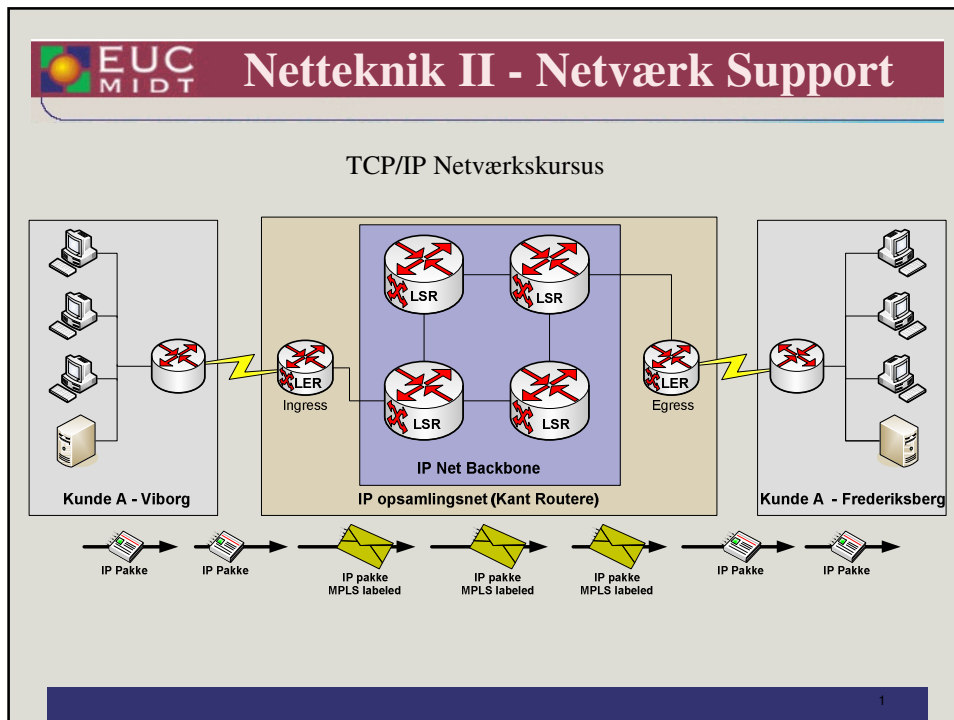 EUC
MIDT
Netteknik II - Netværk Support
TCP/IP Netværkskursus
LSR
LSR
LER
Ingress
LER
Egress
LSR
LSR
IP Net Backbone
Kunde A - Viborg
IP opsamlingsnet (Kant Routere)
Kunde A - Frederiksberg
IP Pakke
IP Pakke
IP pakke
MPLS labeled
IP pakke
MPLS labeled
IP pakke
MPLS labeled
IP Pakke
IP Pakke
1